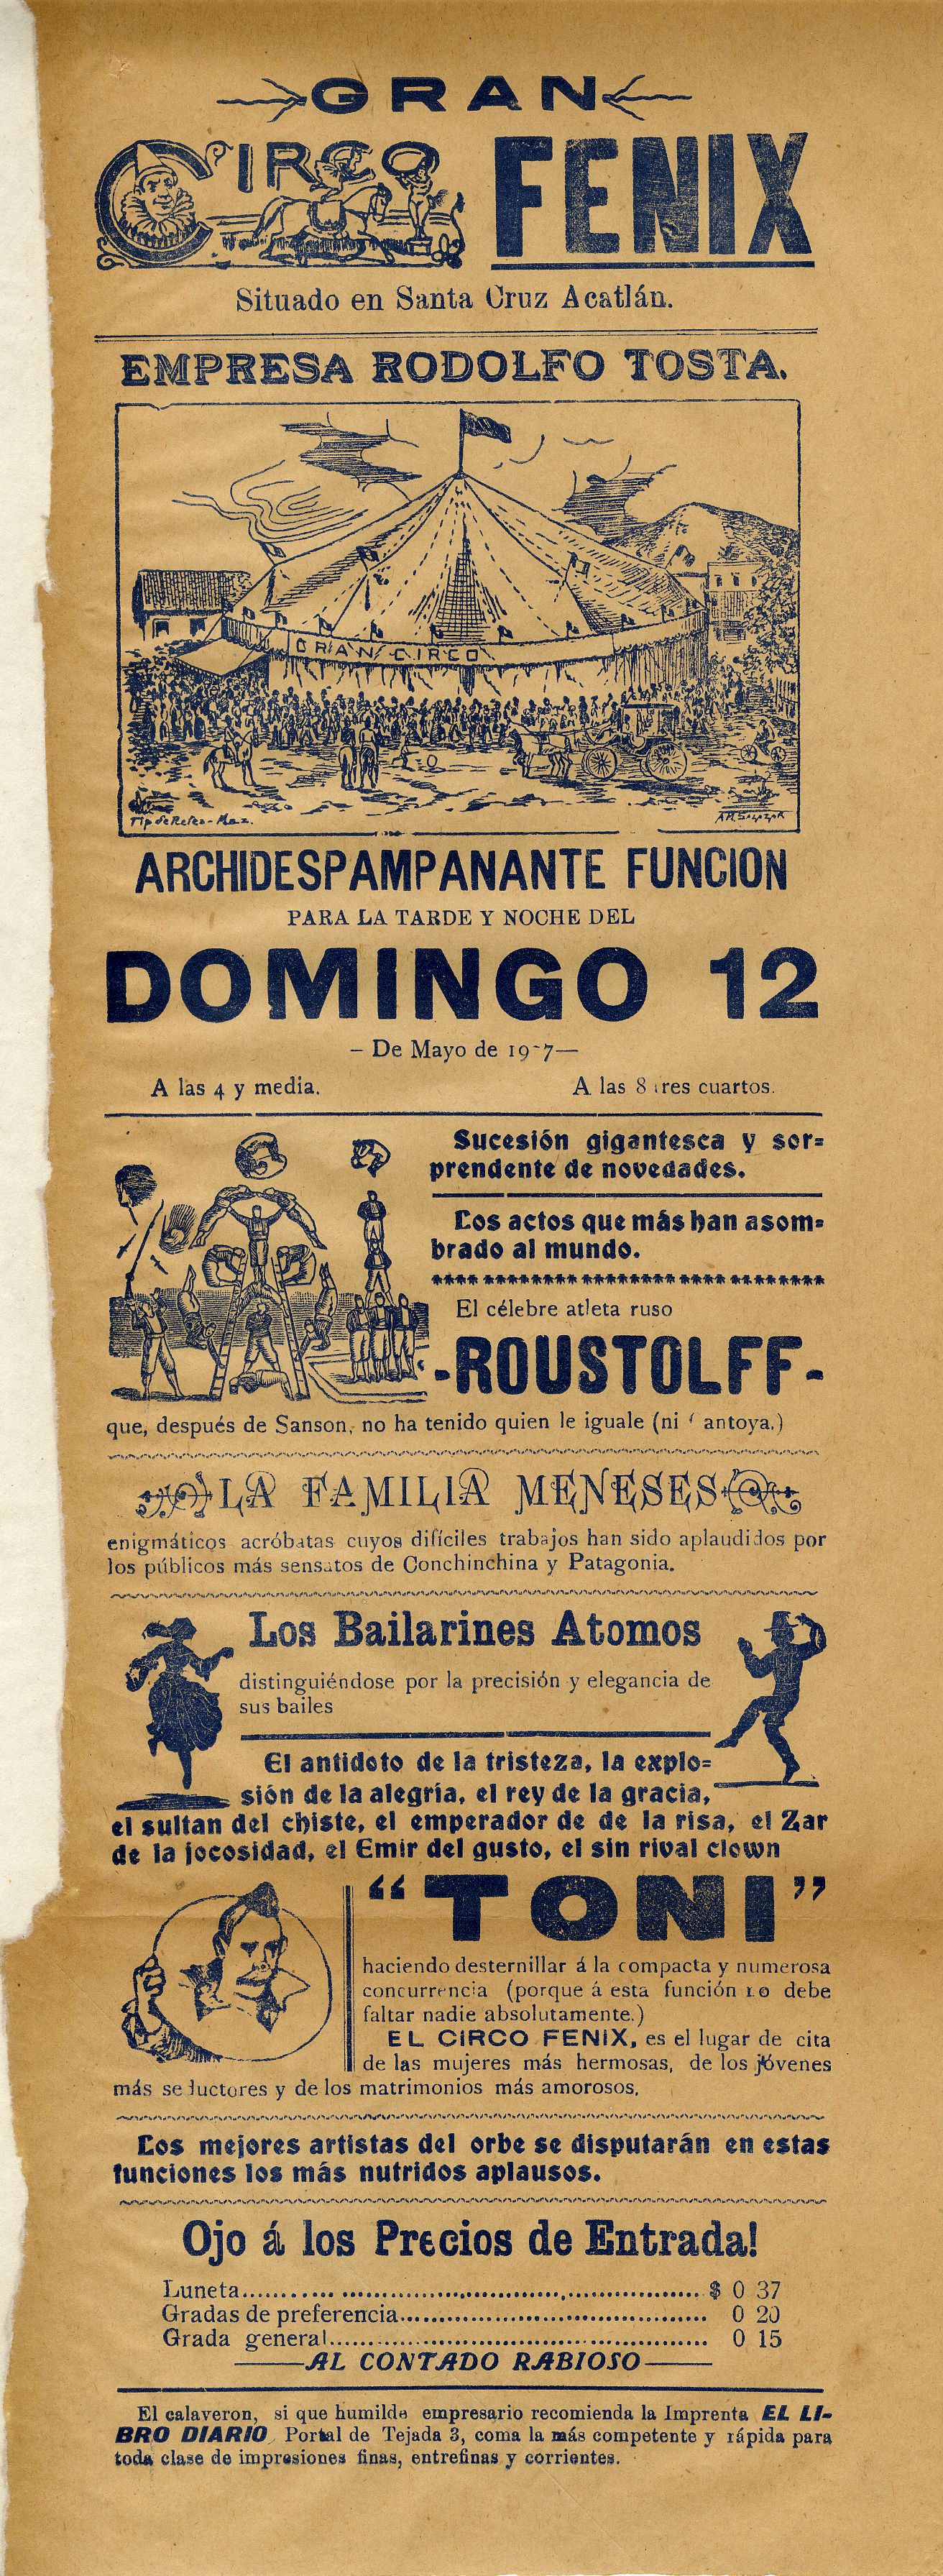 GRAN
CIRCO FENIX
Situado en Santa Cruz Acatlán.
EMPRESA RODOLFO TOSTA.
GRAN CIRCO
Tip de Retes-Mex.
ARCHIDESPAMPANANTE FUNCION
PARA LA TARDE Y NOCHE DEL
DOMINGO 12
– De Mayo de 19-7—
A las 4 y media. A las 8 tres cuartos.
Sucesión gigantesca y sor=
prendente de novedades.
Los actos que más han asom=
brado al mundo.
El célebre atleta ruso
-ROUSTOLFF-
que, después de Sanson, no ha tenido quien le iguale (ni antoya.)
LA FAMILIA MENESES
enigmáticos acróbatas cuyos difíciles trabajos han sido aplaudidos por
los públicos más sensatos de Conchinchina y Patagonia.
Los Bailarines Atomos
distinguiéndose por la precisión y elegancia de
sus bailes
El antidoto de la tristeza, la explo=
sión de la alegría, el rey de la gracia,
el sultan del chiste, el emperador de de la risa, el Zar
de la jocosidad, el Emir del gusto, el sin rival clown
“TONI”
haciendo desternillar á la compacta y numerosa
concurrencia (porque á esta función no debe
faltar nadie absolutamente.)
EL CIRCO FENIX, es el lugar de cita
de las mujeres más hermosas, de los jóvenes
más seductores y de los matrimonios más amorosos.
Los mejores artistas del orbe se disputarán en estas
funciones los más nutridos aplausos.
Ojo á los Precios de Entrada!
Luneta........................................ $ 0 37
Gradas de preferencia........................................ 0 20
Grada general........................................ 0 15
——AL CONTADO RABIOSO——
El calaveron, si que humilde empresario recomienda la Imprenta EL LI-
BRO DIARIO, Portal de Tejada 3, coma la más competente y rápida para
toda clase de impresiones finas, entrefinas y corrientes.